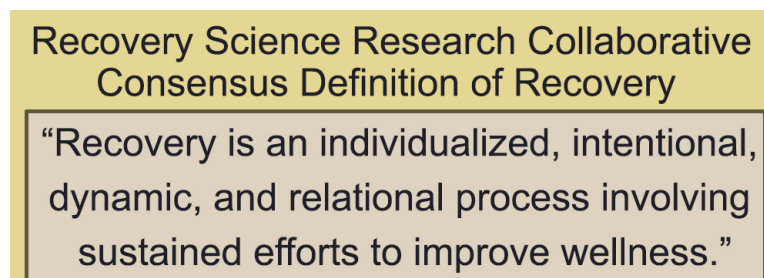 Recovery Science Research Collaborative
Consensus Definition of Recovery
“Recovery is an individualized, intentional,
dynamic, and relational process involving
sustained efforts to improve wellness.”